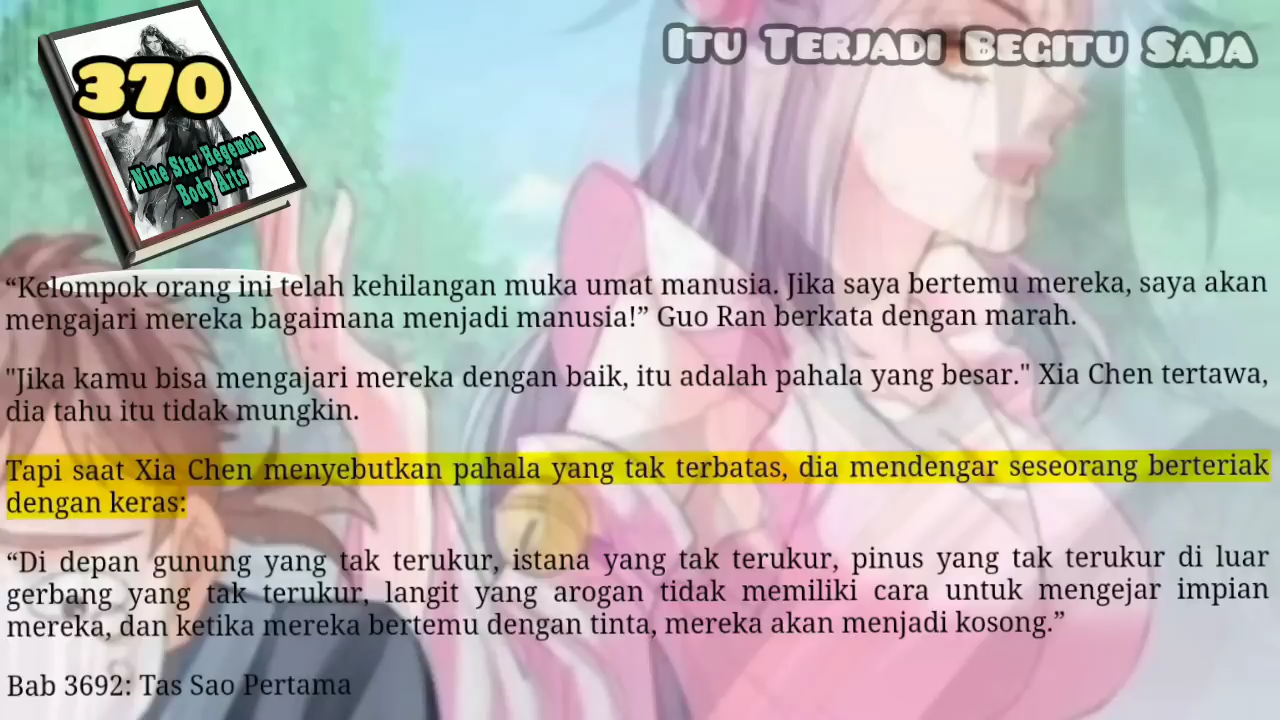 Itu Terjadi Begitu Saja
370
Nine Star Hegemon
Body Arts
“Kelompok orang ini telah kehilangan muka umat manusia. Jika saya bertemu mereka, saya akan
mengajari mereka bagaimana menjadi manusia!” Guo Ran berkata dengan marah.
"Jika kamu bisa mengajari mereka dengan baik, itu adalah pahala yang besar." Xia Chen tertawa,
dia tahu itu tidak mungkin.
Tapi saat Xia Chen menyebutkan pahala yang tak terbatas, dia mendengar seseorang berteriak
dengan keras:
“Di depan gunung yang tak terukur, istana yang tak terukur, pinus yang tak terukur di luar
gerbang yang tak terukur, langit yang arogan tidak memiliki cara untuk mengejar impian
mereka, dan ketika mereka bertemu dengan tinta, mereka akan menjadi kosong.”
Bab 3692: Tas Sao Pertama